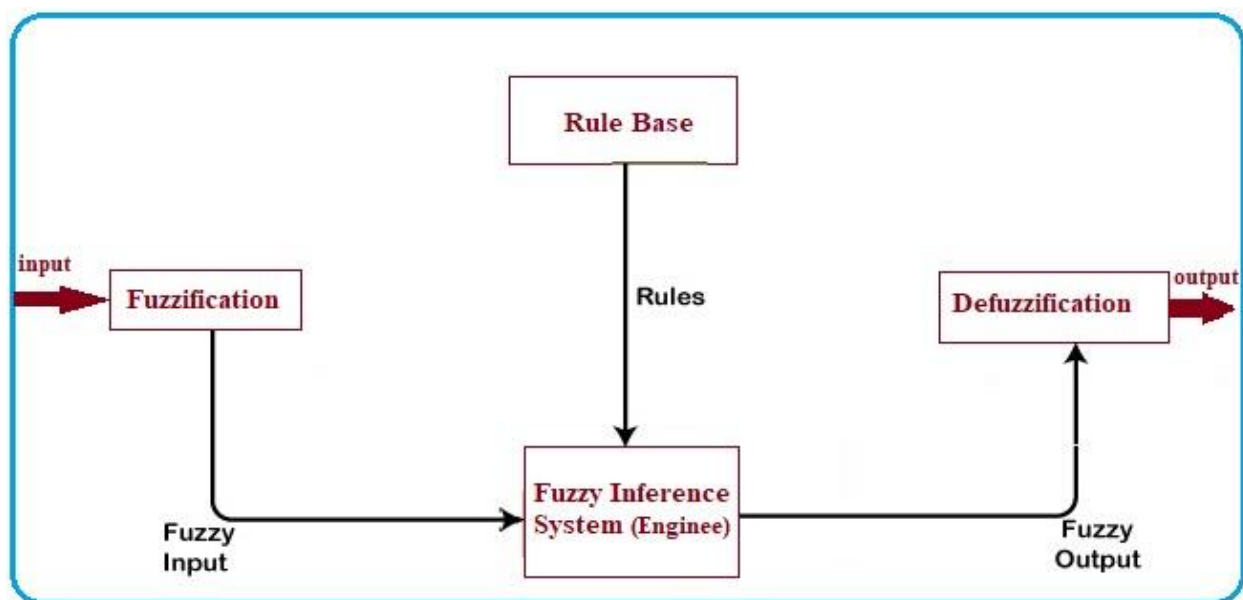 Rule Base
input
Fuzzification
Rules
Defuzzification
output
Fuzzy Inference
System (Enginee)
Fuzzy
Input
Fuzzy
Output